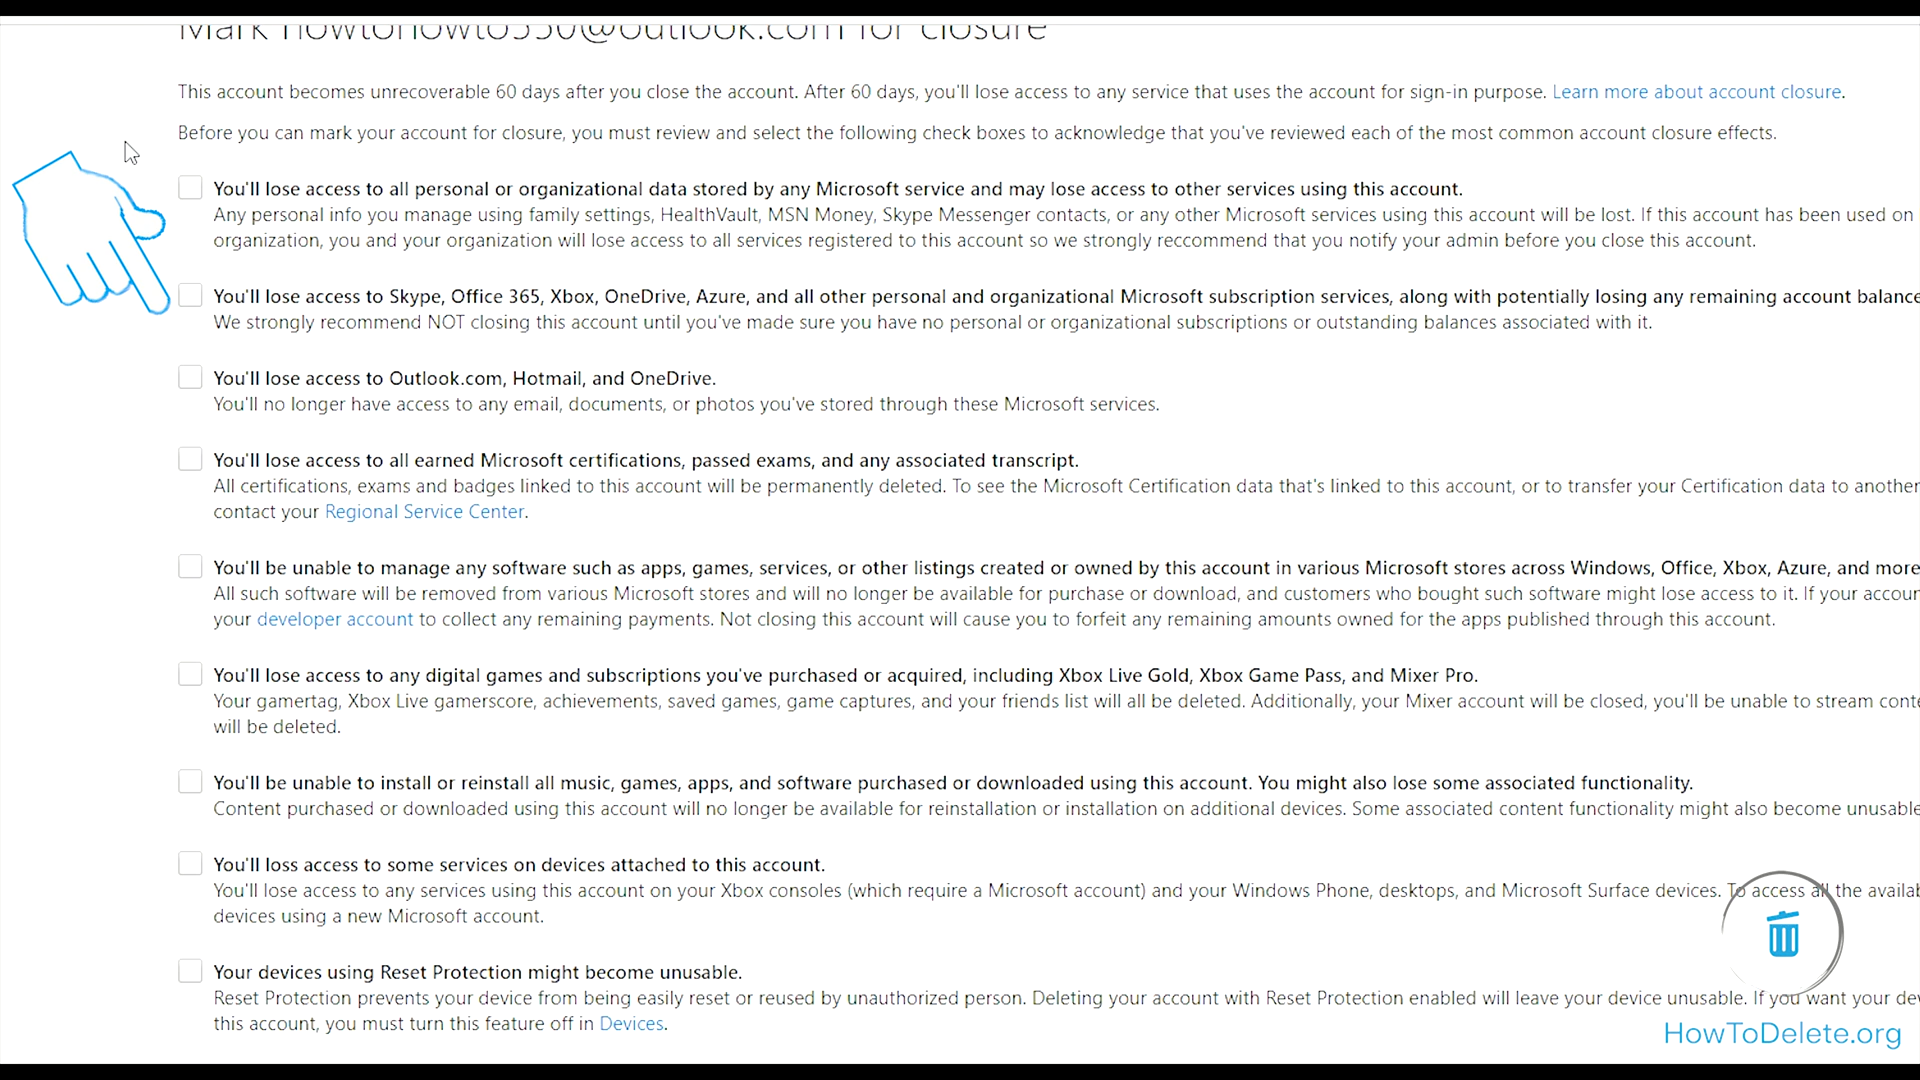 Mark howtohowto550@outlook.com for closure
This account becomes unrecoverable 60 days after you close the account. After 60 days, you'll lose access to any service that uses the account for sign-in purpose. Learn more about account closure.
Before you can mark your account for closure, you must review and select the following check boxes to acknowledge that you've reviewed each of the most common account closure effects.
You'll lose access to all personal or organizational data stored by any Microsoft service and may lose access to other services using this account.
Any personal info you manage using family settings, HealthVault, MSN Money, Skype Messenger contacts, or any other Microsoft services using this account will be lost. If this account has been used on
organization, you and your organization will lose access to all services registered to this account so we strongly reccommend that you notify your admin before you close this account.
You'll lose access to Skype, Office 365, Xbox, OneDrive, Azure, and all other personal and organizational Microsoft subscription services, along with potentially losing any remaining account balance
We strongly recommend NOT closing this account until you've made sure you have no personal or organizational subscriptions or outstanding balances associated with it.
You'll lose access to Outlook.com, Hotmail, and OneDrive.
You'll no longer have access to any email, documents, or photos you've stored through these Microsoft services.
You'll lose access to all earned Microsoft certifications, passed exams, and any associated transcript.
All certifications, exams and badges linked to this account will be permanently deleted. To see the Microsoft Certification data that's linked to this account, or to transfer your Certification data to another
contact your Regional Service Center.
You'll be unable to manage any software such as apps, games, services, or other listings created or owned by this account in various Microsoft stores across Windows, Office, Xbox, Azure, and more
All such software will be removed from various Microsoft stores and will no longer be available for purchase or download, and customers who bought such software might lose access to it. If your accoun
your developer account to collect any remaining payments. Not closing this account will cause you to forfeit any remaining amounts owned for the apps published through this account.
You'll lose access to any digital games and subscriptions you've purchased or acquired, including Xbox Live Gold, Xbox Game Pass, and Mixer Pro.
Your gamertag, Xbox Live gamerscore, achievements, saved games, game captures, and your friends list will all be deleted. Additionally, your Mixer account will be closed, you'll be unable to stream conte
will be deleted.
You'll be unable to install or reinstall all music, games, apps, and software purchased or downloaded using this account. You might also lose some associated functionality.
Content purchased or downloaded using this account will no longer be available for reinstallation or installation on additional devices. Some associated content functionality might also become unusable
You'll loss access to some services on devices attached to this account.
You'll lose access to any services using this account on your Xbox consoles (which require a Microsoft account) and your Windows Phone, desktops, and Microsoft Surface devices. To access all the availab
devices using a new Microsoft account.
Your devices using Reset Protection might become unusable.
Reset Protection prevents your device from being easily reset or reused by unauthorized person. Deleting your account with Reset Protection enabled will leave your device unusable. If you want your dev
this account, you must turn this feature off in Devices.
HowToDelete.org